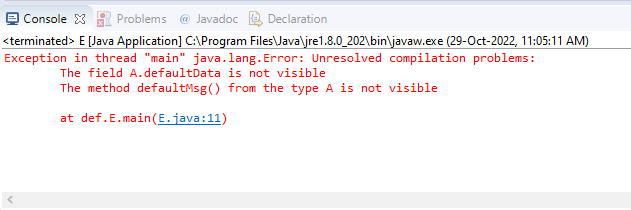 Console Problems @ Javadoc Declaration
<terminated> E [Java Application] C:\Program Files\Java\jre1.8.0_202\bin\javaw.exe (29-Oct-2022, 11:05:11 AM)
Exception in thread "main" java.lang.Error: Unresolved compilation problems:
The field A.defaultData is not visible
The method defaultMsg() from the type A is not visible
at def.E.main(E.java:11)